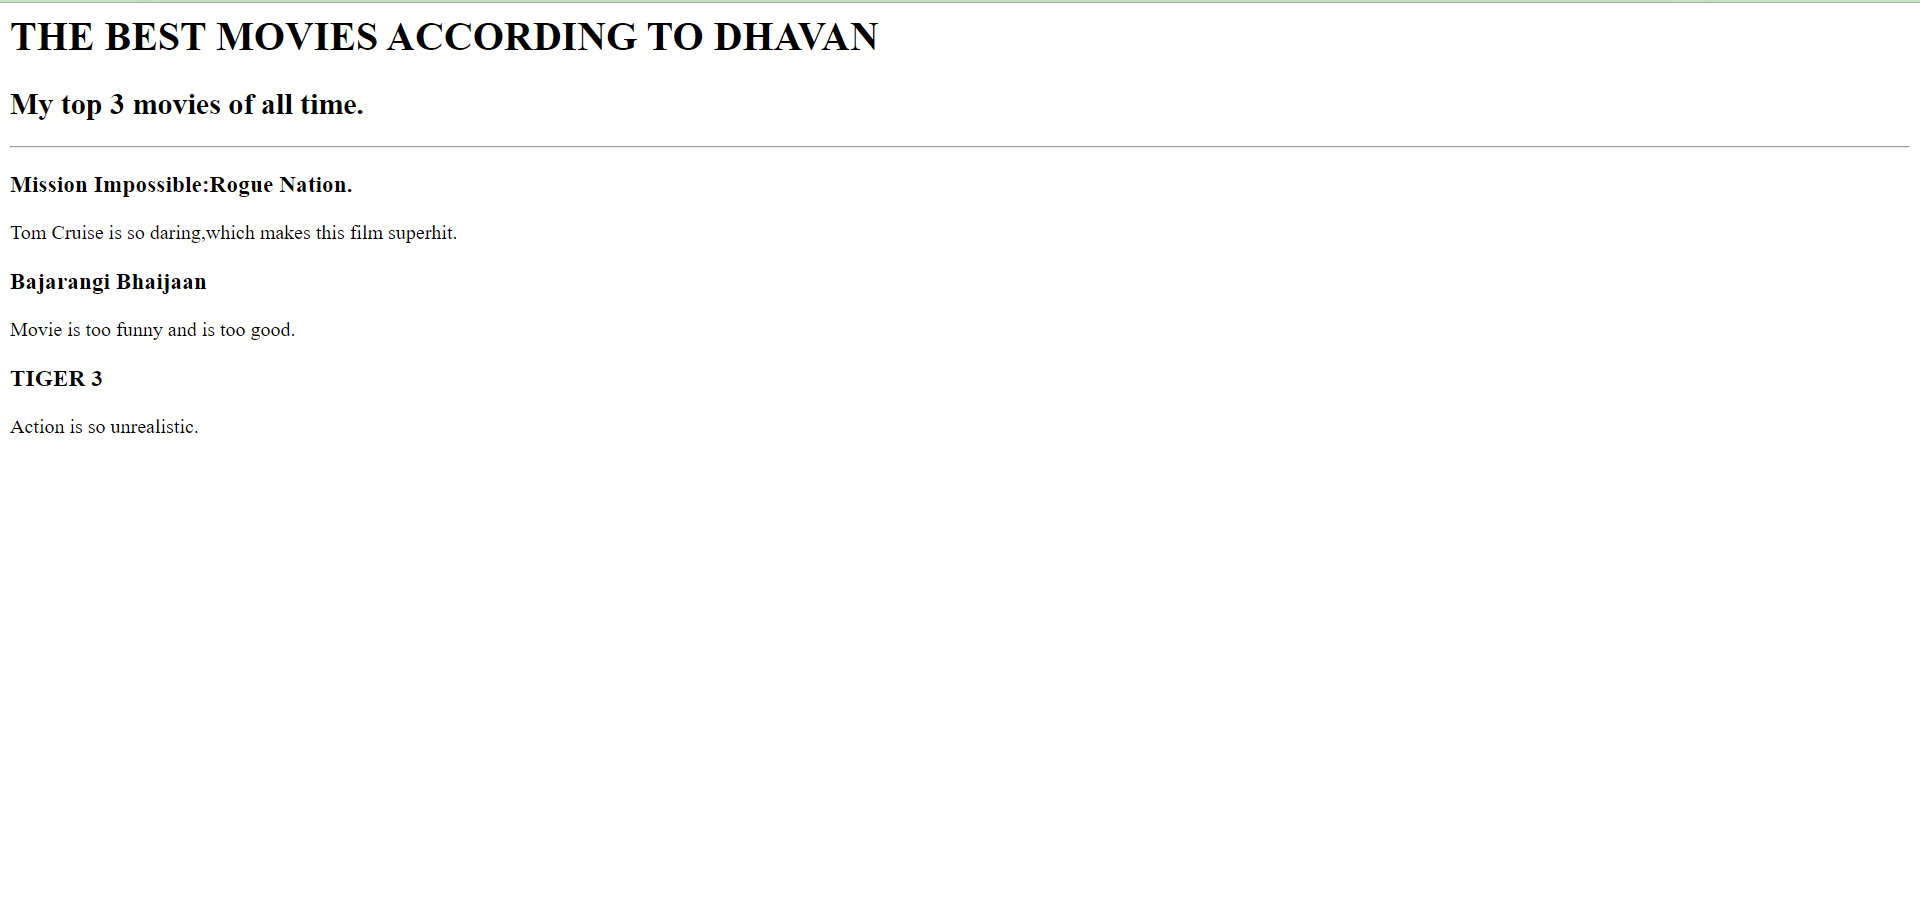 THE BEST MOVIES ACCORDING TO DHAVAN
My top 3 movies of all time.
Mission Impossible:Rogue Nation.
Tom Cruise is so daring,which makes this film superhit.
Bajarangi Bhaijaan
Movie is too funny and is too good.
TIGER 3
Action is so unrealistic.